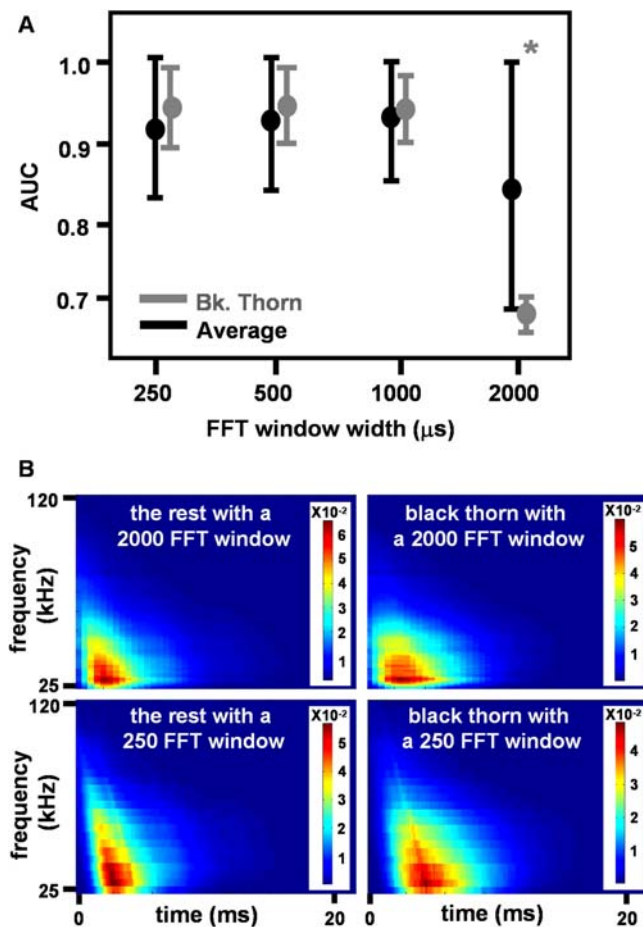 A
*
1.0
0.9
0.8
0.7
AUC
Bk. Thorn
Average
250 500 1000 2000
FFT window width (μs)
B
120
frequency
(kHz)
25
the rest with a
2000 FFT window
X10-2
6
5
4
3
2
1
black thorn with
a 2000 FFT window
X10-2
5
4
3
2
1
120
frequency
(kHz)
25
the rest with a
250 FFT window
X10-2
5
4
3
2
1
black thorn with
a 250 FFT window
X10-2
4
3
2
1
0 time (ms) 20
0 time (ms) 20